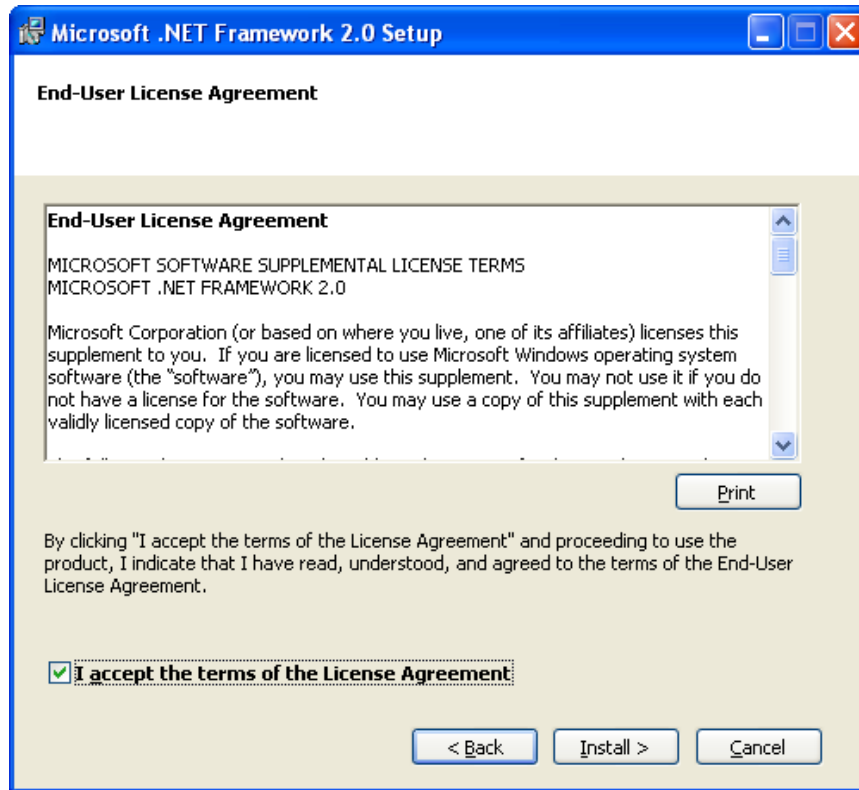 Microsoft .NET Framework 2.0 Setup
End-User License Agreement
End-User License Agreement
MICROSOFT SOFTWARE SUPPLEMENTAL LICENSE TERMS
MICROSOFT .NET FRAMEWORK 2.0
Microsoft Corporation (or based on where you live, one of its affiliates) licenses this
supplement to you.  If you are licensed to use Microsoft Windows operating system
software (the “software”), you may use this supplement.  You may not use it if you do
not have a license for the software.  You may use a copy of this supplement with each
validly licensed copy of the software.
Print
By clicking "I accept the terms of the License Agreement" and proceeding to use the
product, I indicate that I have read, understood, and agreed to the terms of the End-User
License Agreement.
I accept the terms of the License Agreement
< Back Install > Cancel